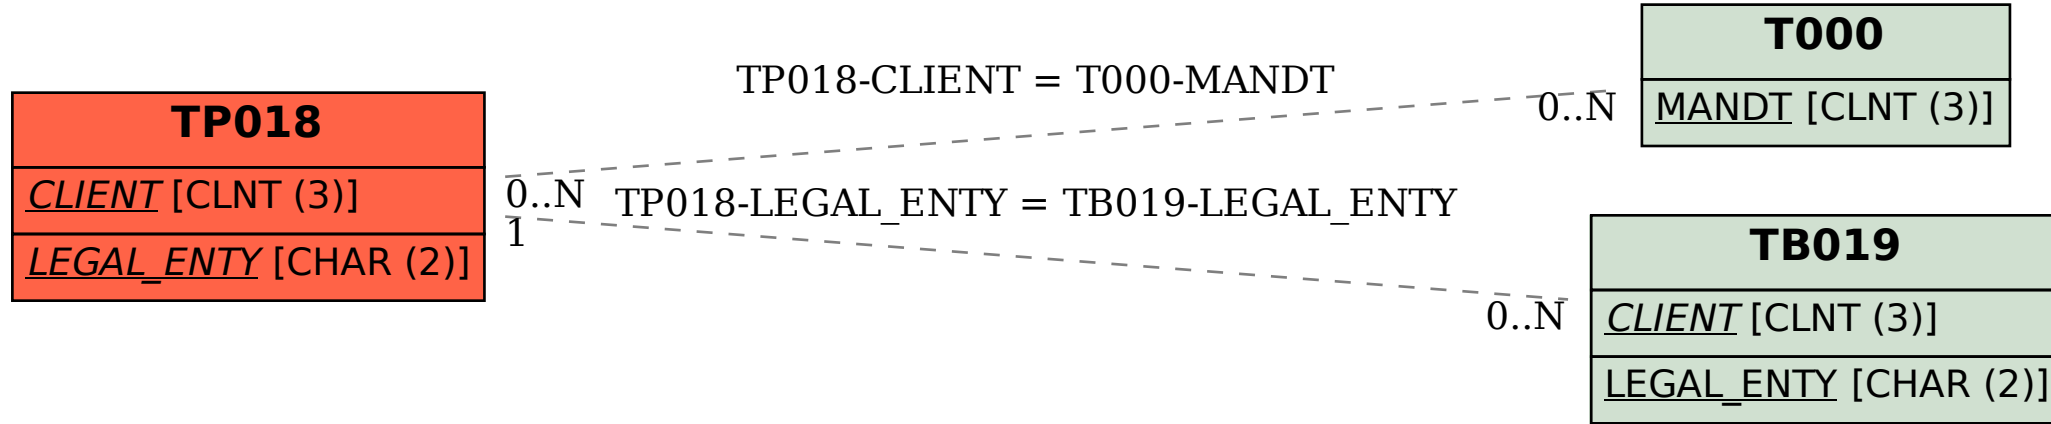 TP018
CLIENT [CLNT (3)]
LEGAL_ENTY [CHAR (2)]
TP018-CLIENT = T000-MANDT
0..N
0..N
TP018-LEGAL_ENTY = TB019-LEGAL_ENTY
1
0..N
T000
MANDT [CLNT (3)]
TB019
CLIENT [CLNT (3)]
LEGAL_ENTY [CHAR (2)]